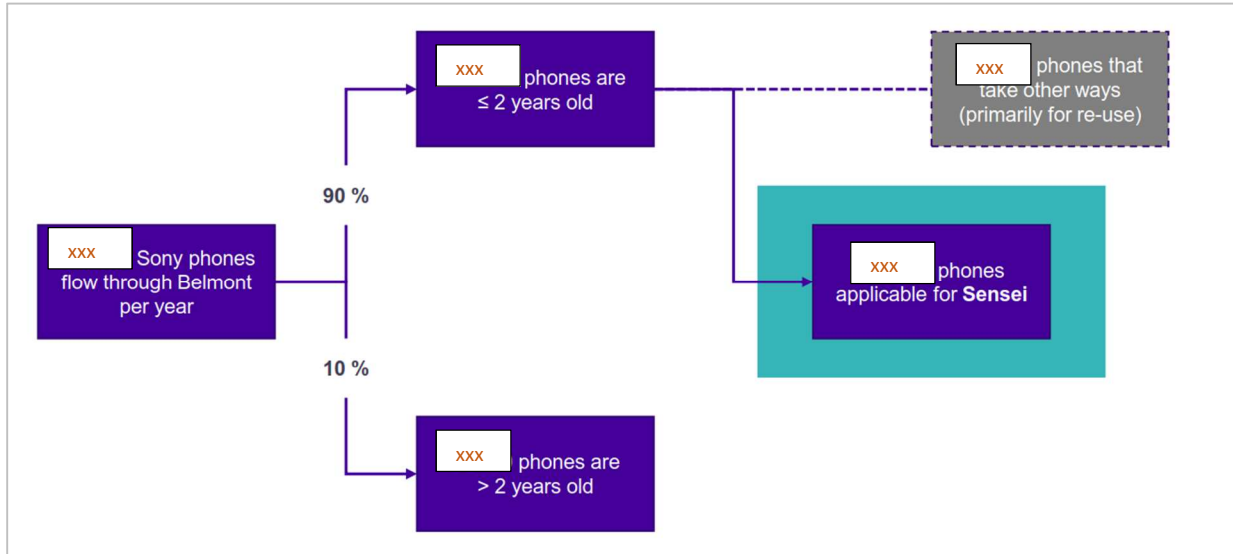 xxx phones are
≤ 2 years old
xxx phones that
take other ways
(primarily for re-use)
90 %
xxx Sony phones
flow through Belmont
per year
xxx phones
applicable for Sensei
10 %
xxx phones are
> 2 years old